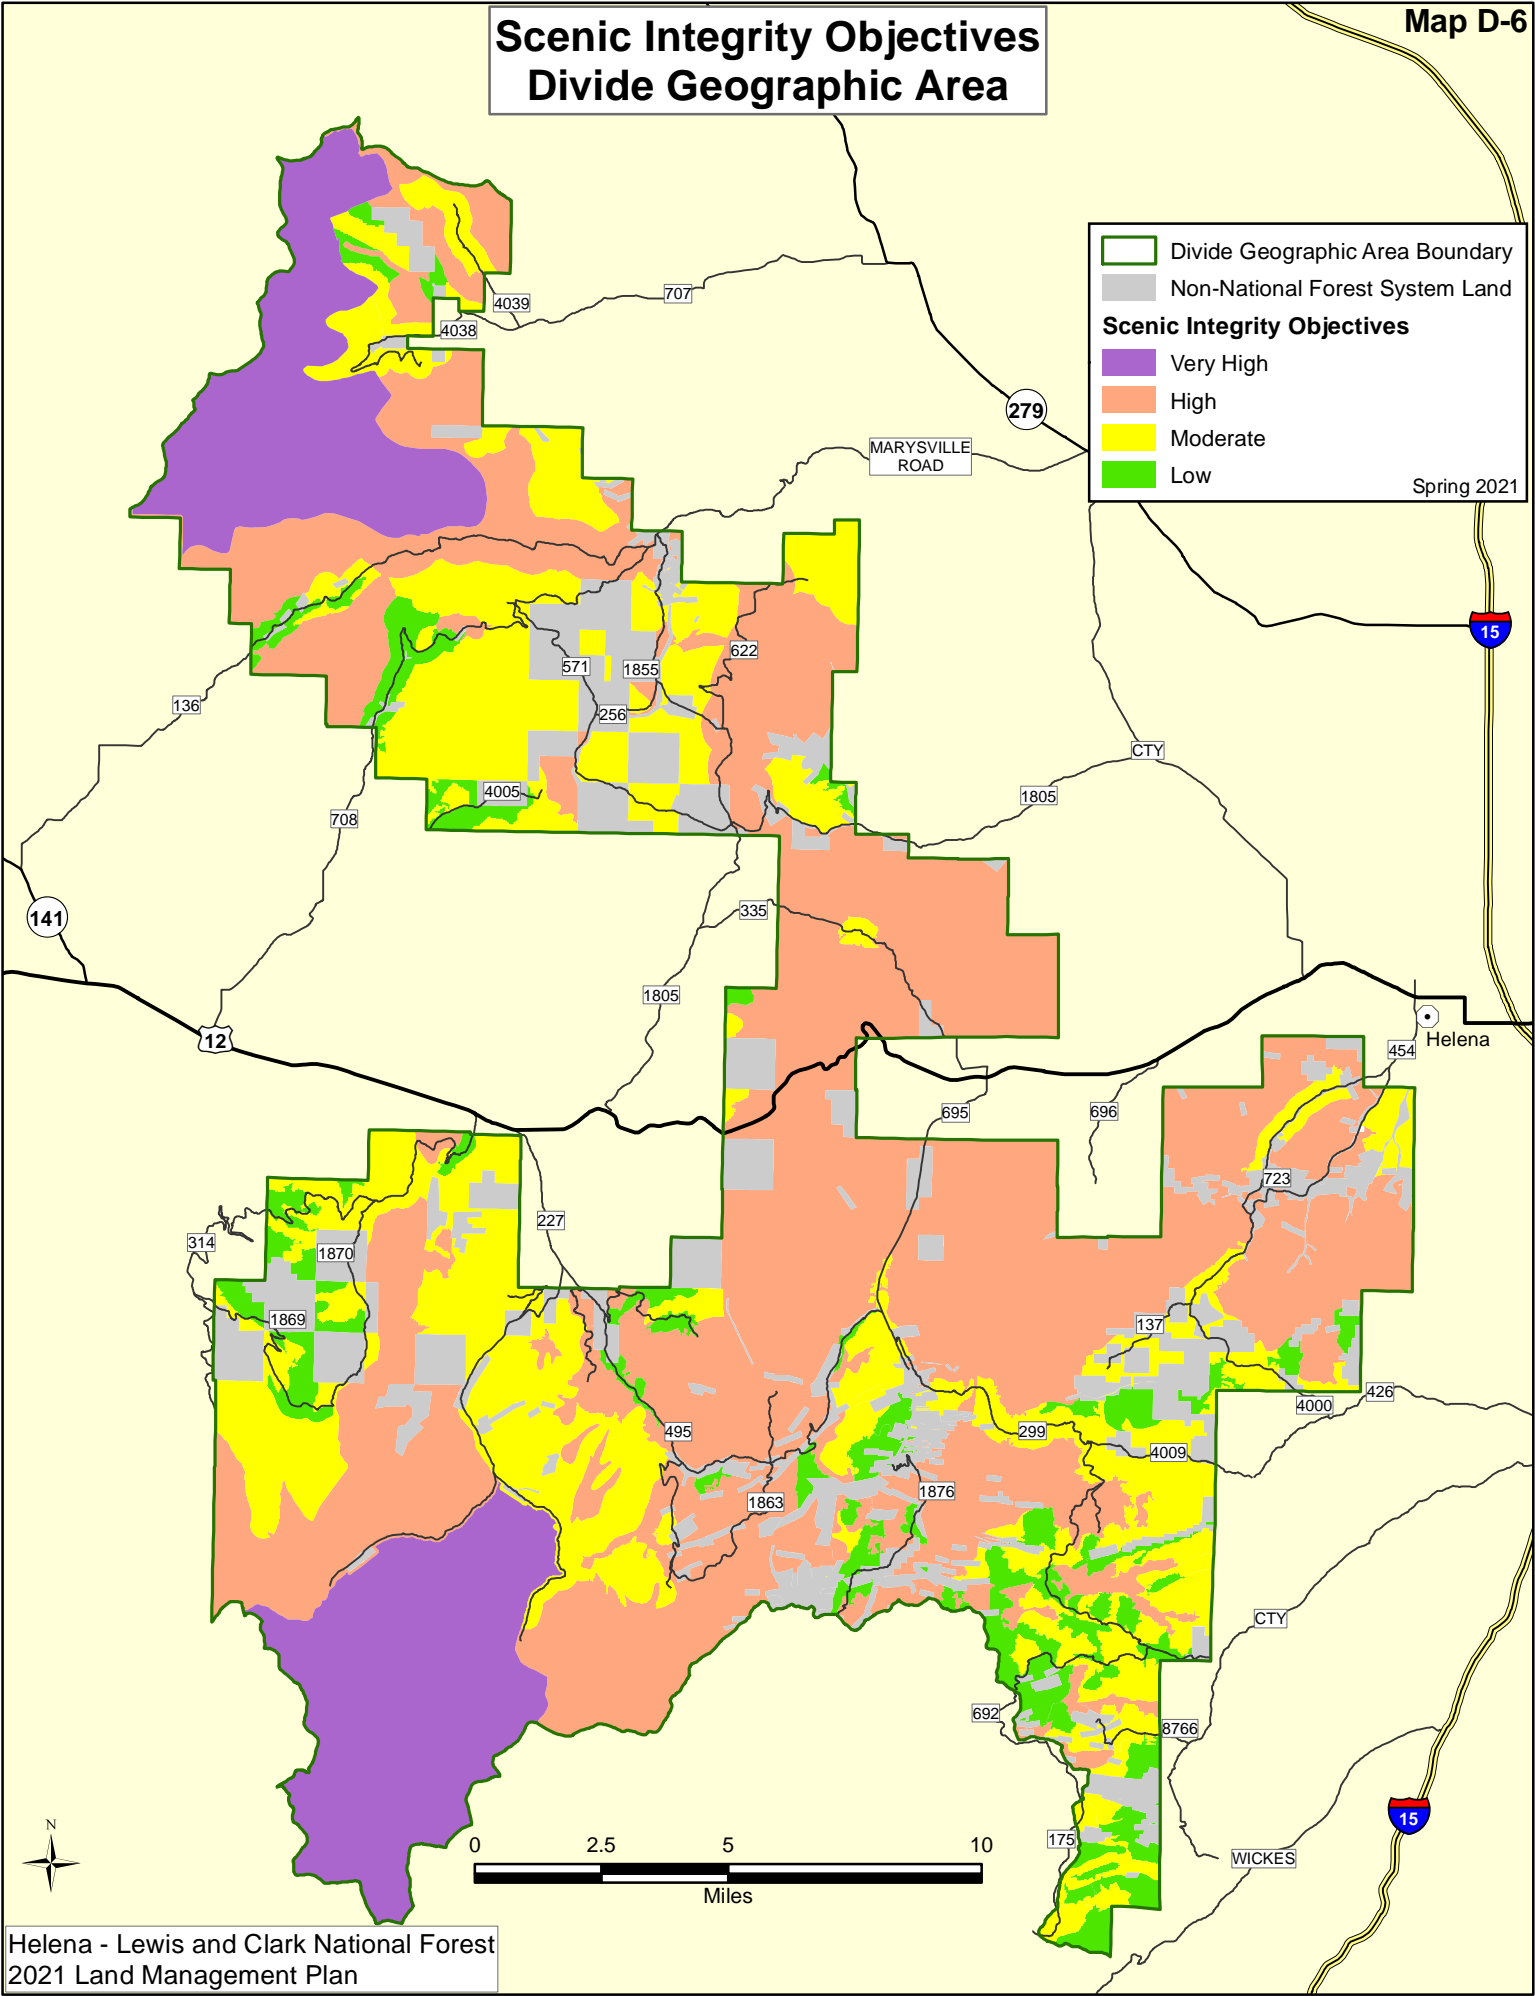 Map D-6
Scenic Integrity Objectives
Divide Geographic Area
Divide Geographic Area Boundary
Non-National Forest System Land
Scenic Integrity Objectives
Very High
High
Moderate
Low
Spring 2021
4039
707
4038
279
MARYSVILLE
ROAD
15
622
571
1855
136
256
CTY
4005
1805
708
335
141
1805
12
Helena
454
695
696
723
227
314
1870
1869
137
426
4000
495
299
4009
1876
1863
CTY
692
8766
15
175
WICKES
N
0
2.5
5
10
Miles
Helena - Lewis and Clark National Forest
2021 Land Management Plan